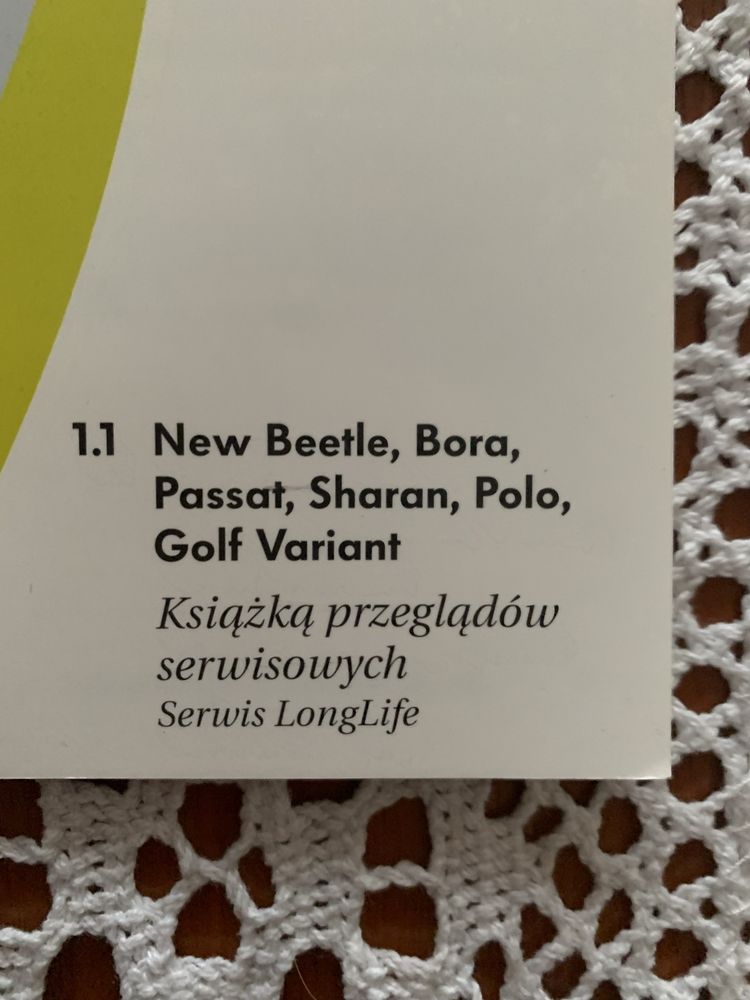 1.1 New Beetle, Bora,
Passat, Sharan, Polo,
Golf Variant
Książką przeglądów
serwisowych
Serwis LongLife